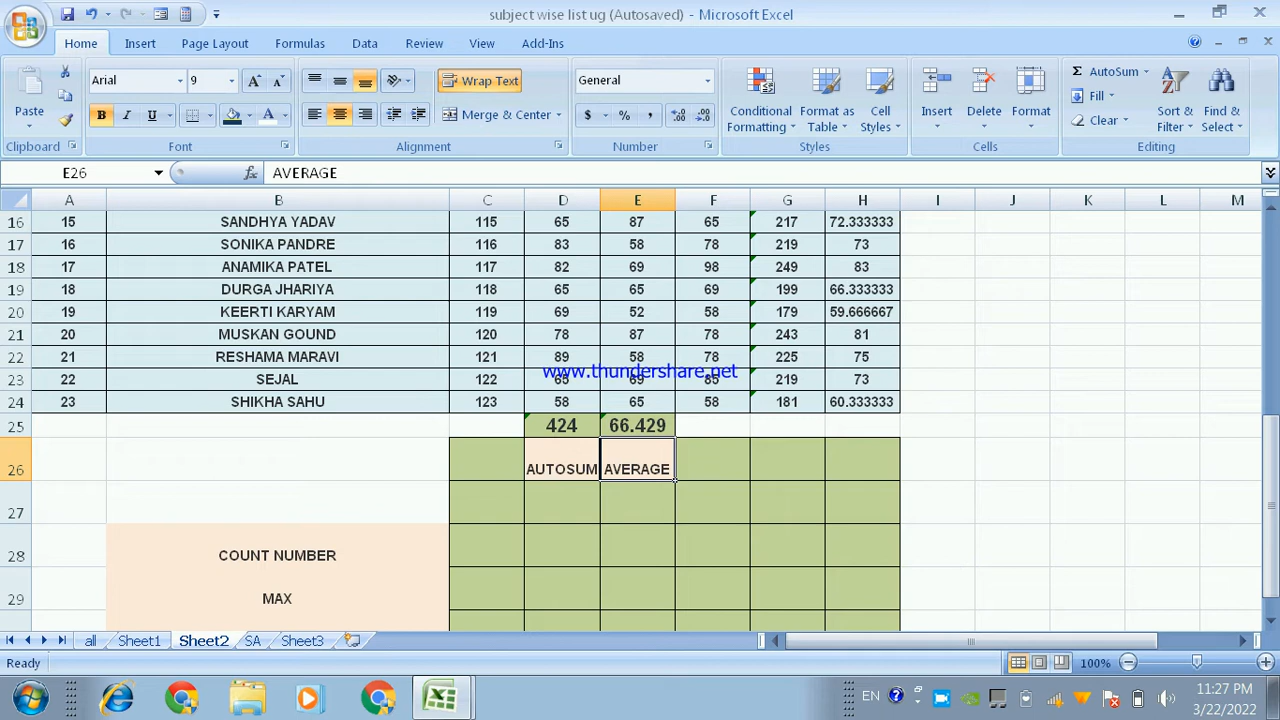 subject wise list ug (Autosaved) - Microsoft Excel
Home Insert Page Layout Formulas Data Review View Add-Ins
Paste
Clipboard
Arial 9
B I U
Font
Wrap Text
Merge & Center
Alignment
General
$ % ,
Number
Conditional Formatting
Format as Table
Cell Styles
Styles
Insert Delete Format
Cells
Σ AutoSum
Fill
Clear
Sort & Filter
Find & Select
Editing
E26 fx AVERAGE
A B C D E F G H I J K L M
16 15 SANDHYA YADAV 115 65 87 65 217 72.333333
17 16 SONIKA PANDRE 116 83 58 78 219 73
18 17 ANAMIKA PATEL 117 82 69 98 249 83
19 18 DURGA JHARIYA 118 65 65 69 199 66.333333
20 19 KEERTI KARYAM 119 69 52 58 179 59.666667
21 20 MUSKAN GOUND 120 78 87 78 243 81
22 21 RESHAMA MARAVI 121 89 58 78 225 75
www.thundershare.net
23 22 SEJAL 122 65 69 85 219 73
24 23 SHIKHA SAHU 123 58 65 58 181 60.333333
25 424 66.429
26 AUTOSUM AVERAGE
27
28 COUNT NUMBER
29 MAX
all Sheet1 Sheet2 SA Sheet3
Ready 100%
EN 11:27 PM
3/22/2022